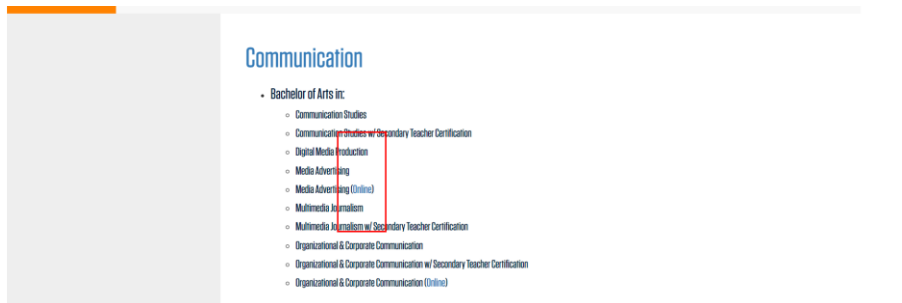 Communication
Bachelor of Arts in:
Communication Studies
Communication Studies w/ Secondary Teacher Certification
Digital Media Production
Media Advertising
Media Advertising (Online)
Multimedia Journalism
Multimedia Journalism w/ Secondary Teacher Certification
Organizational & Corporate Communication
Organizational & Corporate Communication w/ Secondary Teacher Certification
Organizational & Corporate Communication (Online)